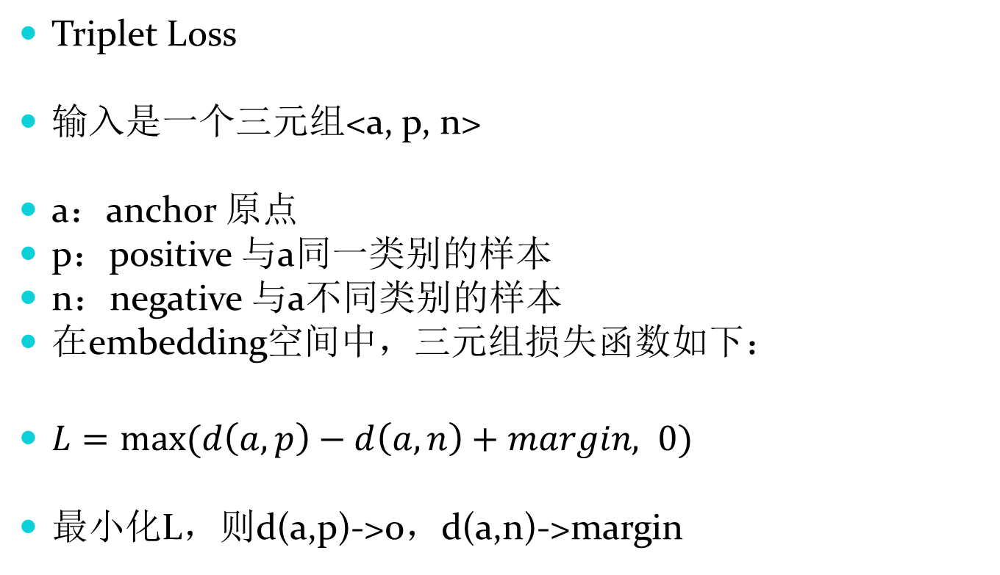 Triplet Loss
输入是一个三元组<a, p, n>
a：anchor 原点
p：positive 与a同一类别的样本
n：negative 与a不同类别的样本
在embedding空间中，三元组损失函数如下：
L = max(d(a, p) − d(a, n) + margin, 0)
最小化L，则d(a,p)->0，d(a,n)->margin